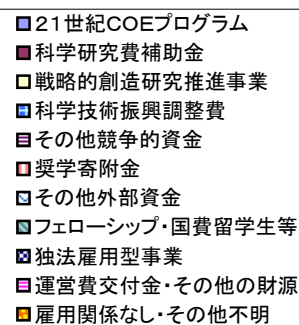 21世紀COEプログラム
科学研究費補助金
戦略的創造研究推進事業
科学技術振興調整費
その他競争的資金
奨学寄附金
その他外部資金
フェローシップ・国費留学生等
独法雇用型事業
運営費交付金・その他の財源
雇用関係なし・その他不明